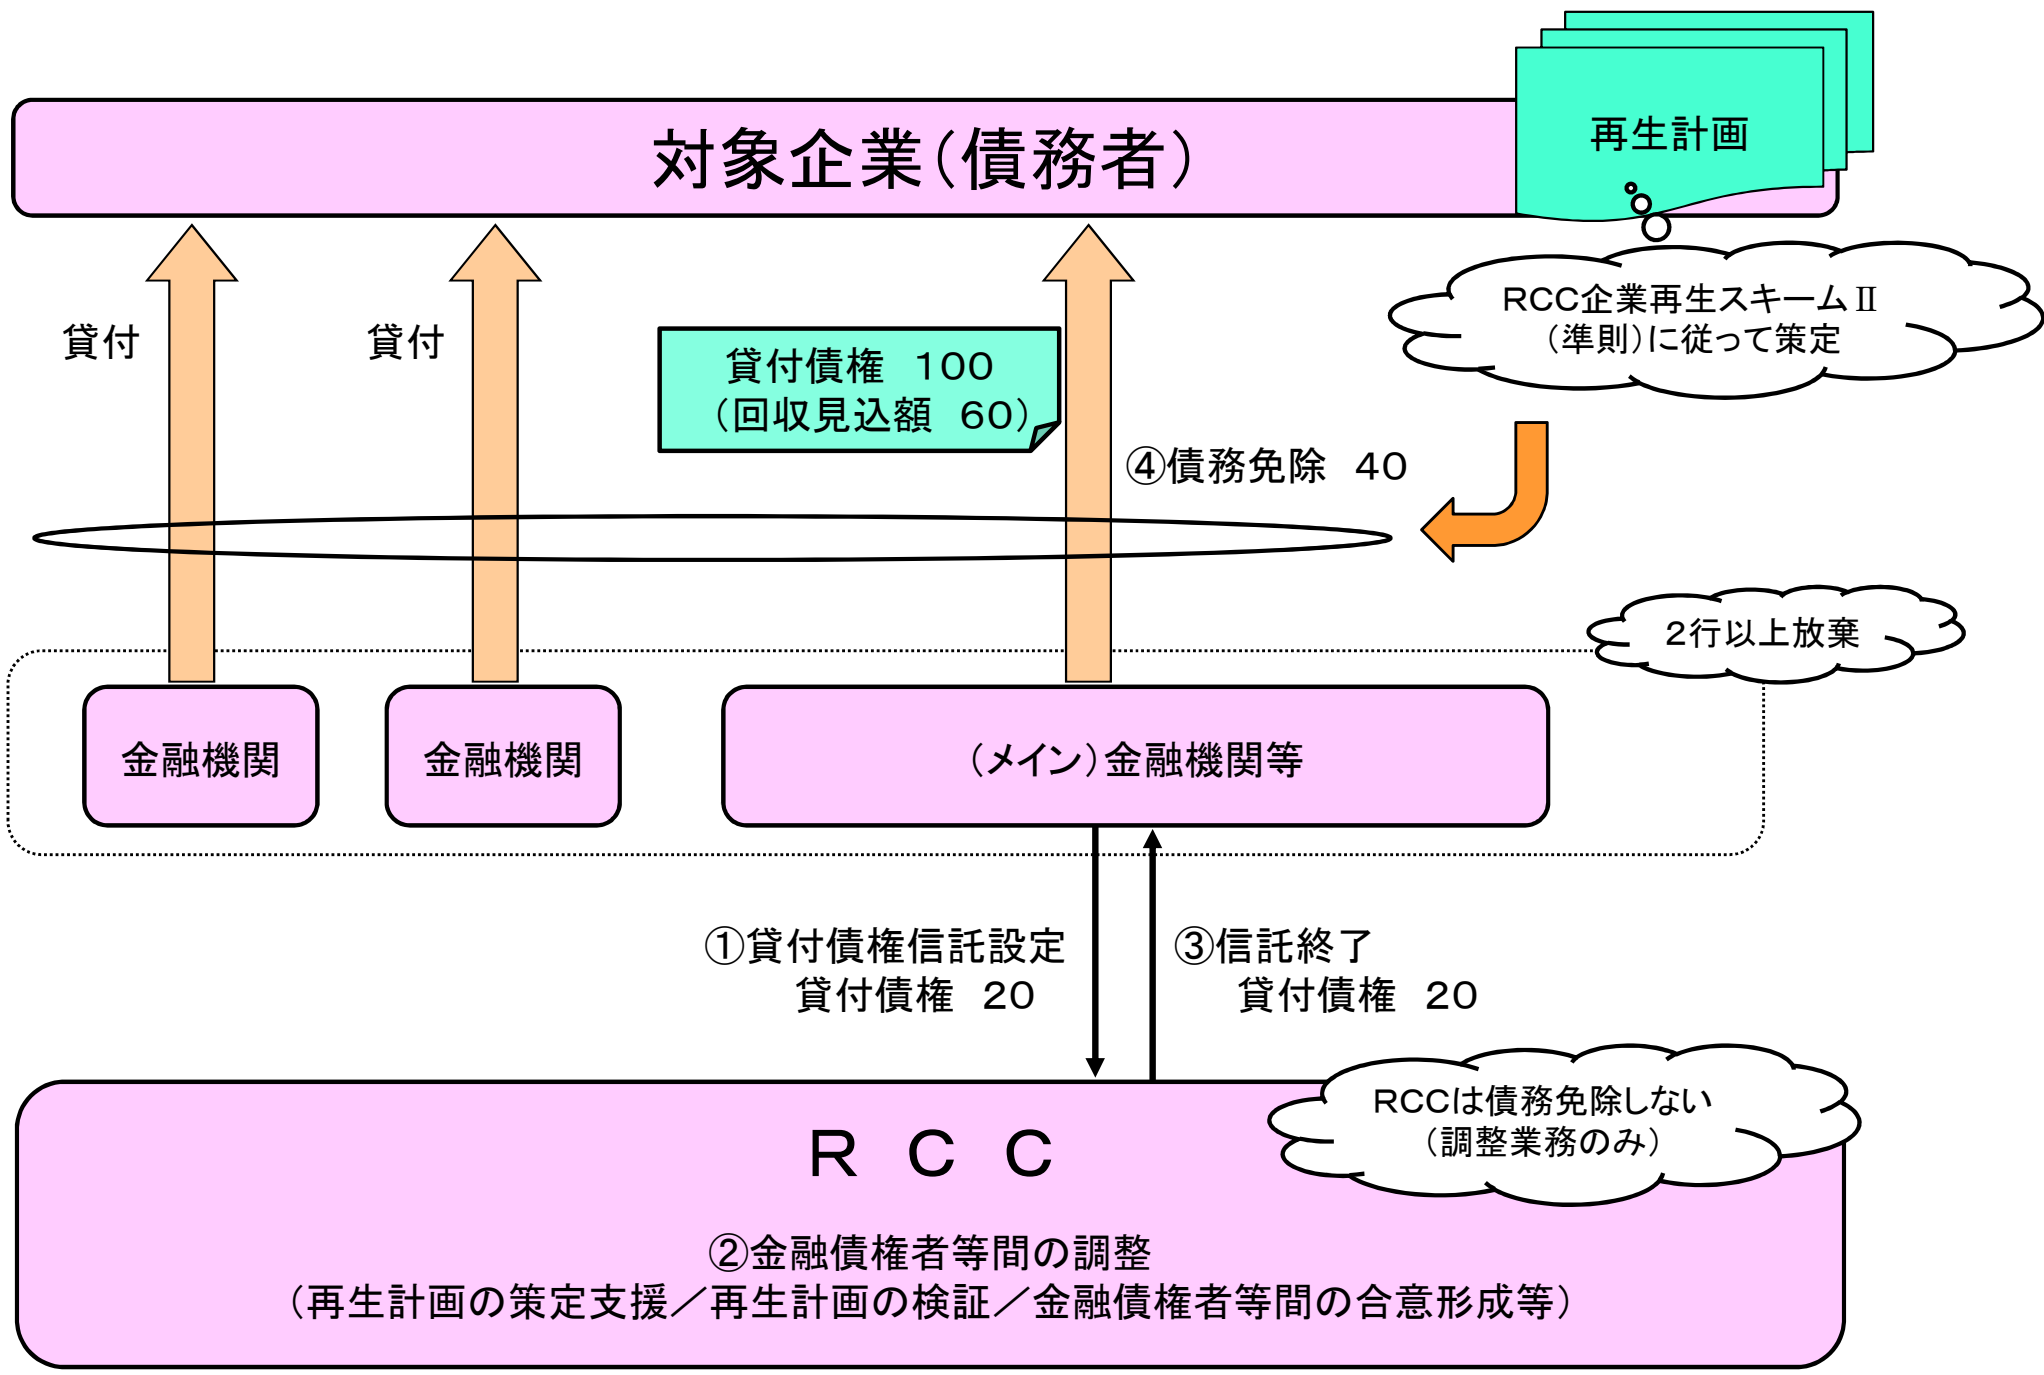 対象企業（債務者）
再生計画
RCC企業再生スキームⅡ
（準則）に従って策定
貸付
貸付
貸付債権　１００
（回収見込額　６０）
④債務免除　４０
２行以上放棄
金融機関
金融機関
（メイン）金融機関等
①貸付債権信託設定
貸付債権　２０
③信託終了
貸付債権　２０
Ｒ　Ｃ　Ｃ
RCCは債務免除しない
（調整業務のみ）
②金融債権者等間の調整
（再生計画の策定支援／再生計画の検証／金融債権者等間の合意形成等）